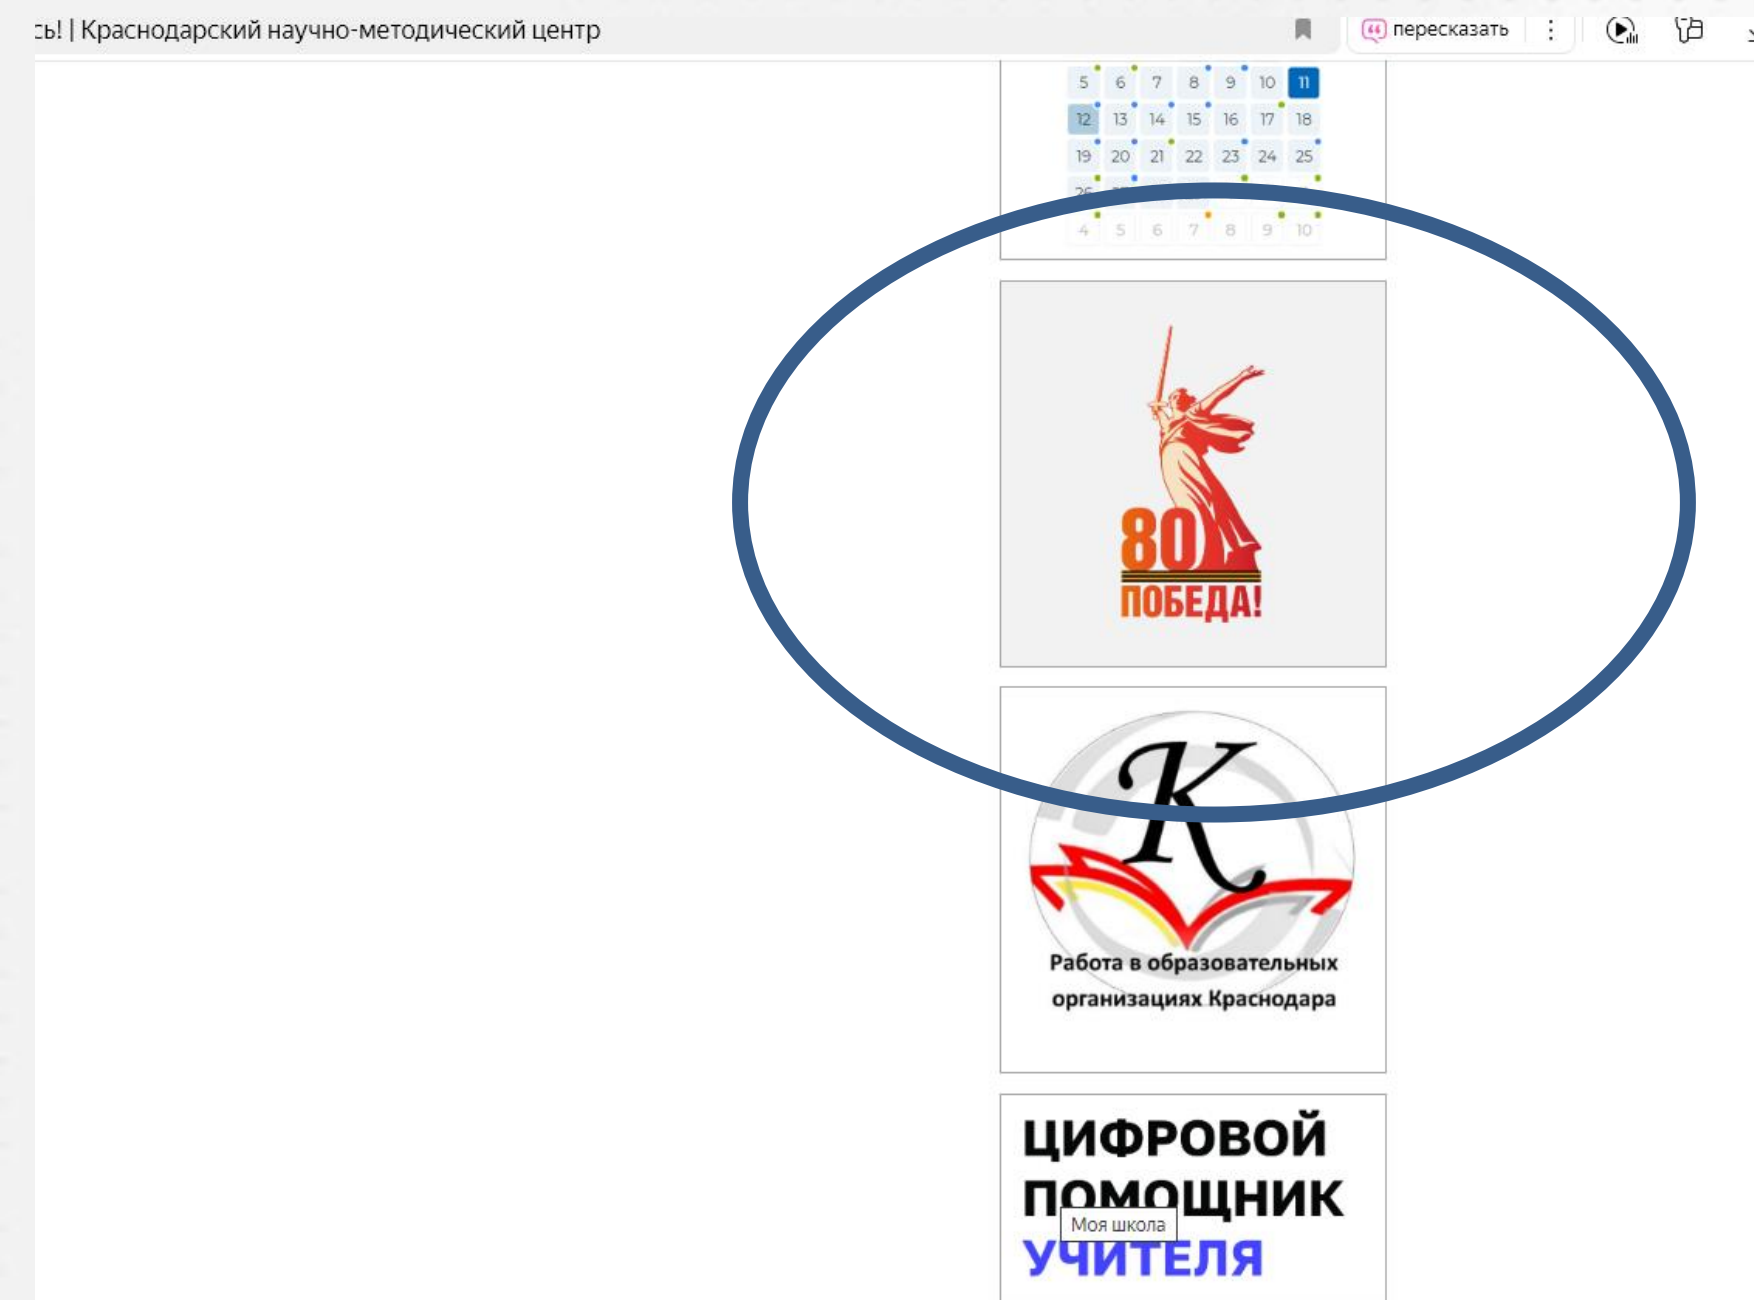 сь! | Краснодарский научно-методический центр
пересказать
5 6 7 8 9 10 11
12 13 14 15 16 17 18
19 20 21 22 23 24 25
26
4 5 6 7 8 9 10
80
ПОБЕДА!
К
Работа в образовательных
организациях Краснодара
ЦИФРОВОЙ
ПОМОЩНИК
Моя школа
УЧИТЕЛЯ